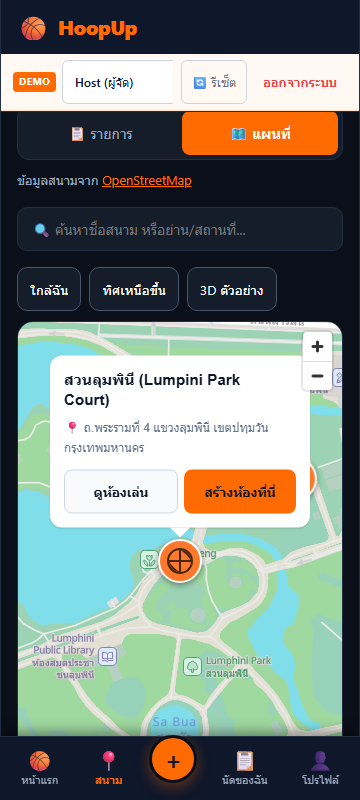 HoopUp
DEMO
Host (ผู้จัด)
รีเซ็ต
ออกจากระบบ
รายการ
แผนที่
ข้อมูลสนามจาก OpenStreetMap
ค้นหาชื่อสนาม หรือย่าน/สถานที่...
ใกล้ฉัน
ทิศเหนือขึ้น
3D ตัวอย่าง
+
−
สวนลุมพินี (Lumpini Park
Court)
ถ.พระรามที่ 4 แขวงลุมพินี เขตปทุมวัน
กรุงเทพมหานคร
ดูห้องเล่น
สร้างห้องที่นี่
Lumphini
Public Library
ห้องสมุดประชา
ชนลุมพินี
Lumphini Park
สวนลุมพินี
Sa Bua
หน้าแรก
สนาม
+
นัดของฉัน
โปรไฟล์